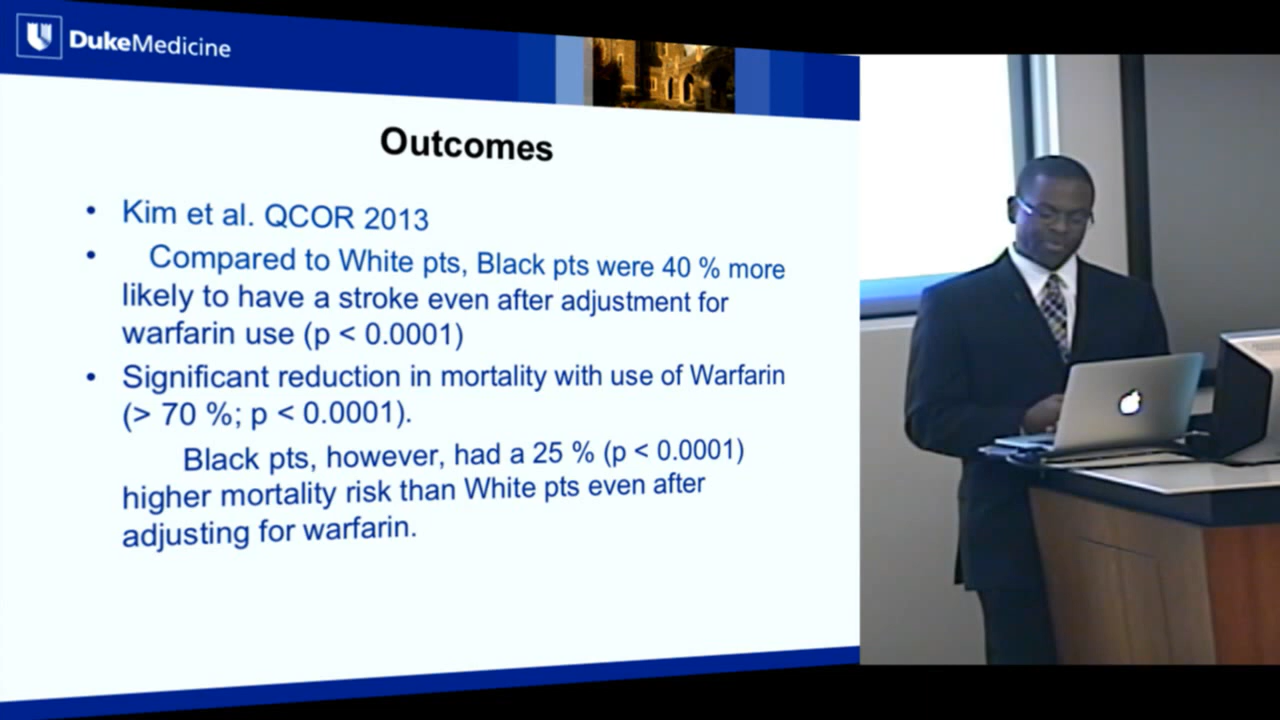 DukeMedicine
Outcomes
• Kim et al. QCOR 2013
• Compared to White pts, Black pts were 40 % more
likely to have a stroke even after adjustment for
warfarin use (p < 0.0001)
• Significant reduction in mortality with use of Warfarin
(> 70 %; p < 0.0001).
Black pts, however, had a 25 % (p < 0.0001)
higher mortality risk than White pts even after
adjusting for warfarin.